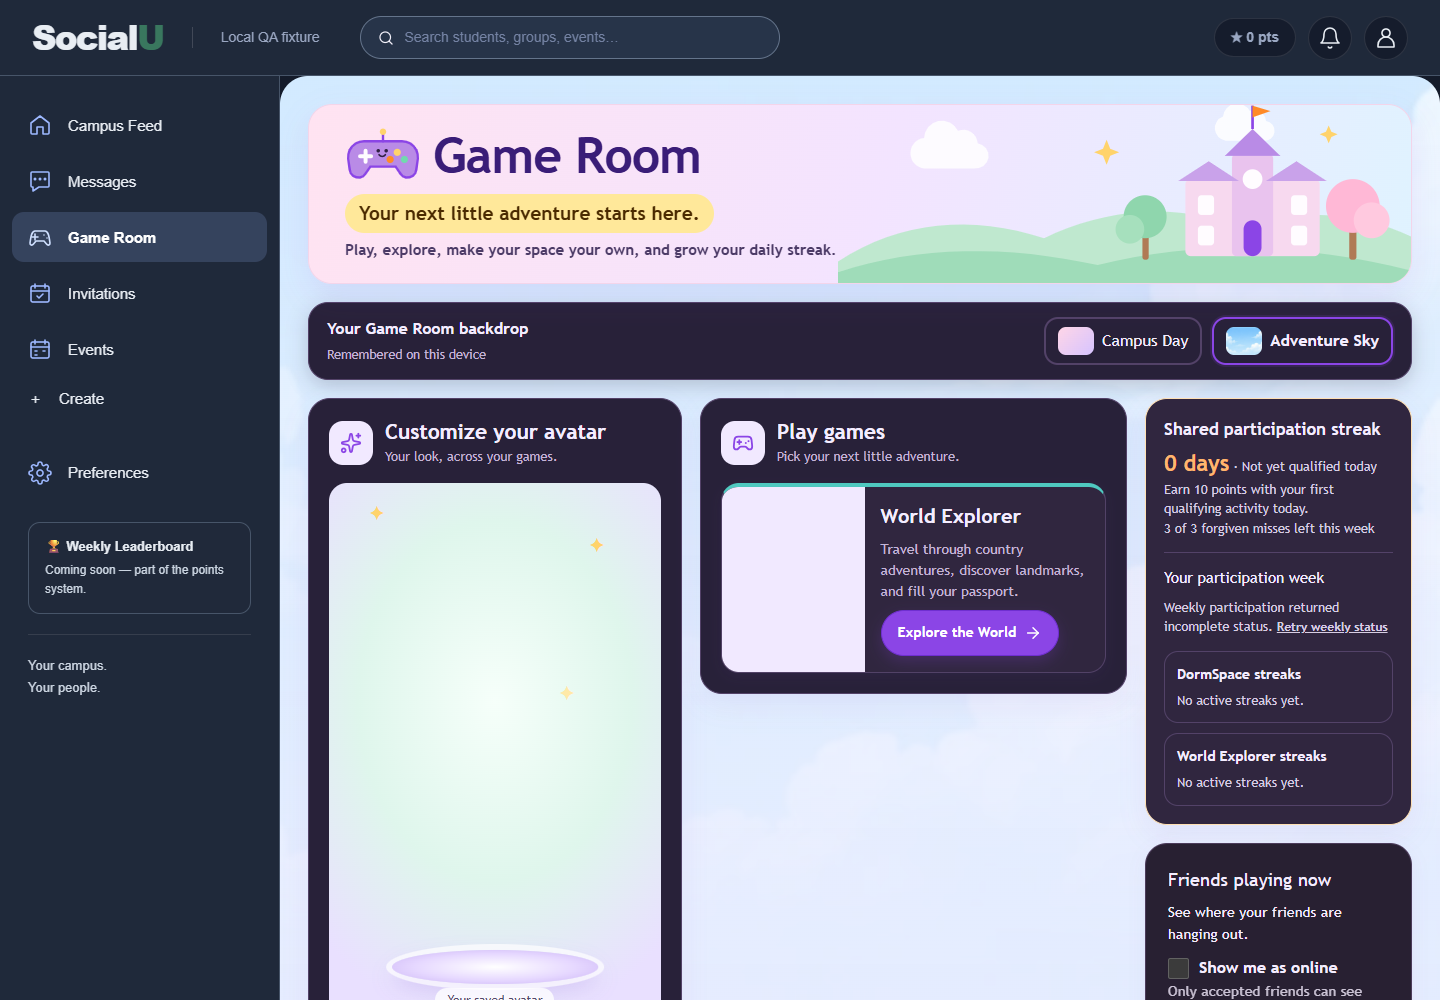 SocialU
Local QA fixture
Search students, groups, events…
★ 0 pts
Campus Feed
Messages
Game Room
Invitations
Events
+ Create
Preferences
🏆 Weekly Leaderboard
Coming soon — part of the points
system.
Your campus.
Your people.
Game Room
Your next little adventure starts here.
Play, explore, make your space your own, and grow your daily streak.
Your Game Room backdrop
Remembered on this device
Campus Day
Adventure Sky
Customize your avatar
Your look, across your games.
Your saved avatar
Play games
Pick your next little adventure.
World Explorer
Travel through country
adventures, discover landmarks,
and fill your passport.
Explore the World →
Shared participation streak
0 days · Not yet qualified today
Earn 10 points with your first
qualifying activity today.
3 of 3 forgiven misses left this week
Your participation week
Weekly participation returned
incomplete status. Retry weekly status
DormSpace streaks
No active streaks yet.
World Explorer streaks
No active streaks yet.
Friends playing now
See where your friends are
hanging out.
Show me as online
Only accepted friends can see